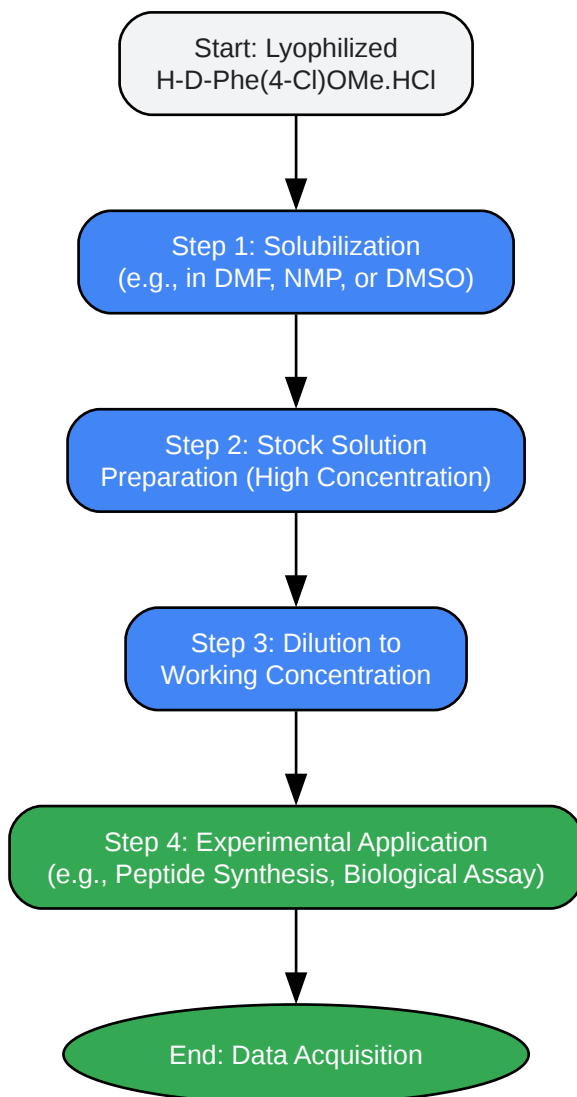 Start: Lyophilized
H-D-Phe(4-Cl)OMe.HCl
Step 1: Solubilization
(e.g., in DMF, NMP, or DMSO)
Step 2: Stock Solution
Preparation (High Concentration)
Step 3: Dilution to
Working Concentration
Step 4: Experimental Application
(e.g., Peptide Synthesis, Biological Assay)
End: Data Acquisition